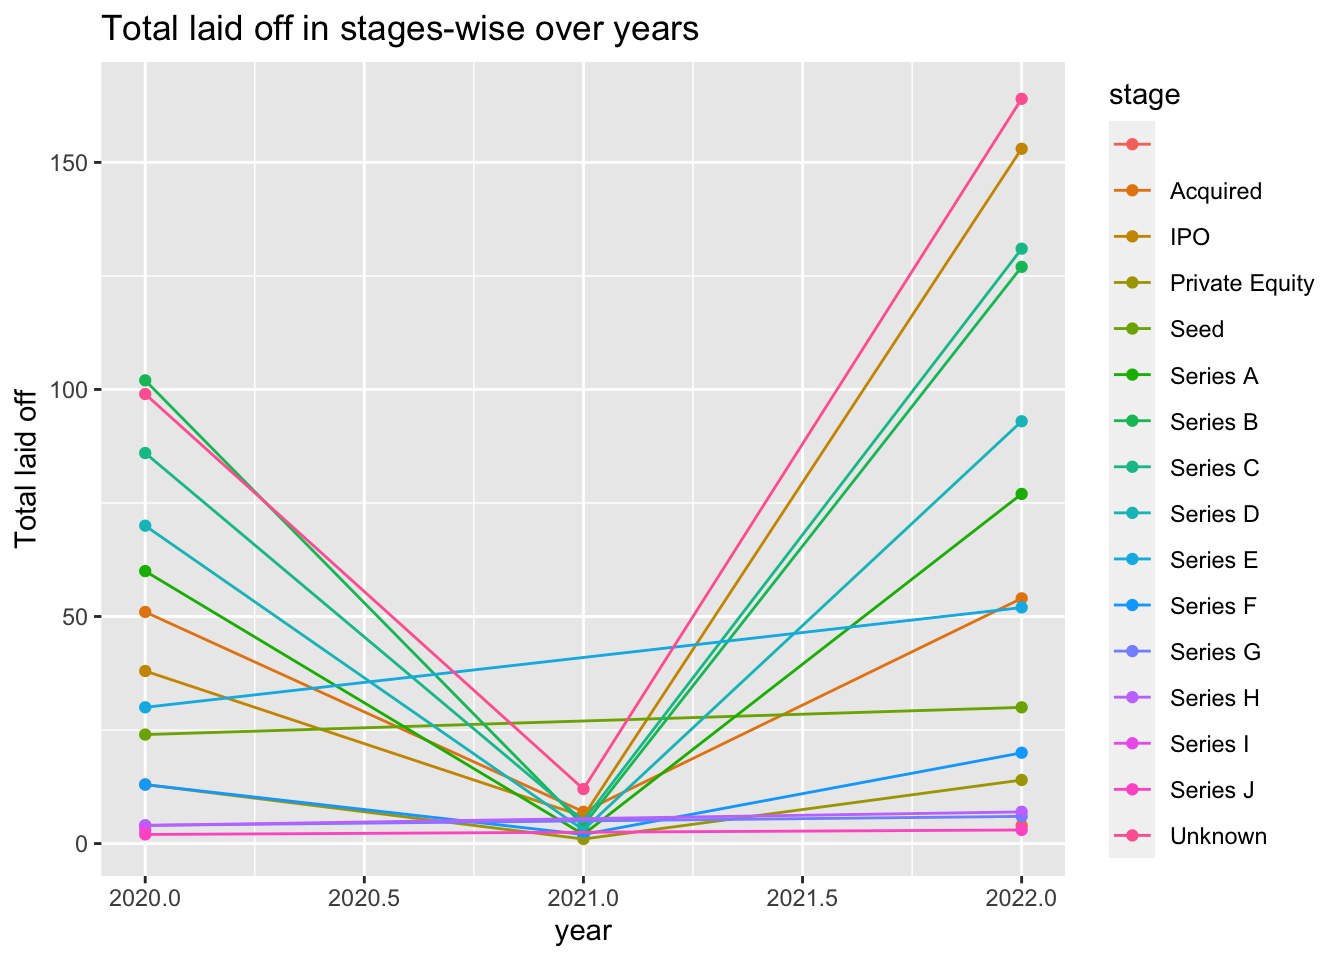 Total laid off in stages-wise over years
Total laid off
150
100
50
0
2020.0
2020.5
2021.0
2021.5
2022.0
year
stage
Acquired
IPO
Private Equity
Seed
Series A
Series B
Series C
Series D
Series E
Series F
Series G
Series H
Series I
Series J
Unknown